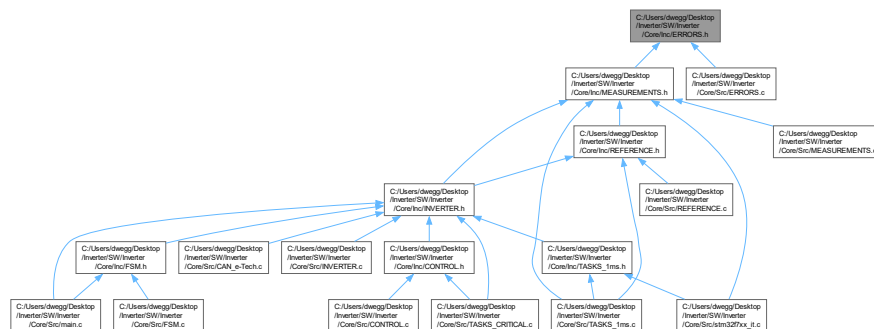 C:/Users/dwegg/Desktop
/Inverter/SW/Inverter
/Core/Inc/ERRORS.h
C:/Users/dwegg/Desktop
/Inverter/SW/Inverter
/Core/Inc/MEASUREMENTS.h
C:/Users/dwegg/Desktop
/Inverter/SW/Inverter
/Core/Src/ERRORS.c
C:/Users/dwegg/Desktop
/Inverter/SW/Inverter
/Core/Inc/REFERENCE.h
C:/Users/dwegg/Desktop
/Inverter/SW/Inverter
/Core/Src/MEASUREMENTS.c
C:/Users/dwegg/Desktop
/Inverter/SW/Inverter
/Core/Inc/INVERTER.h
C:/Users/dwegg/Desktop
/Inverter/SW/Inverter
/Core/Src/REFERENCE.c
C:/Users/dwegg/Desktop
/Inverter/SW/Inverter
/Core/Inc/FSM.h
C:/Users/dwegg/Desktop
/Inverter/SW/Inverter
/Core/Src/CAN_e-Tech.c
C:/Users/dwegg/Desktop
/Inverter/SW/Inverter
/Core/Src/INVERTER.c
C:/Users/dwegg/Desktop
/Inverter/SW/Inverter
/Core/Inc/CONTROL.h
C:/Users/dwegg/Desktop
/Inverter/SW/Inverter
/Core/Inc/TASKS_1ms.h
C:/Users/dwegg/Desktop
/Inverter/SW/Inverter
/Core/Src/main.c
C:/Users/dwegg/Desktop
/Inverter/SW/Inverter
/Core/Src/FSM.c
C:/Users/dwegg/Desktop
/Inverter/SW/Inverter
/Core/Src/CONTROL.c
C:/Users/dwegg/Desktop
/Inverter/SW/Inverter
/Core/Src/TASKS_CRITICAL.c
C:/Users/dwegg/Desktop
/Inverter/SW/Inverter
/Core/Src/TASKS_1ms.c
C:/Users/dwegg/Desktop
/Inverter/SW/Inverter
/Core/Src/stm32f7xx_it.c